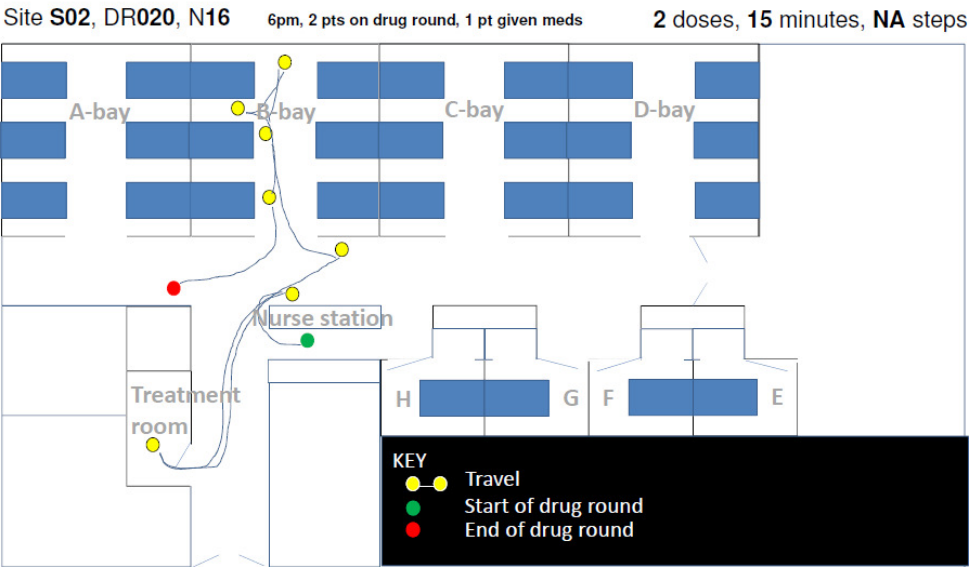 Site S02, DR020, N16 6pm, 2 pts on drug round, 1 pt given meds 2 doses, 15 minutes, NA steps
A-bay B-bay C-bay D-bay
Nurse station
Treatment
room
H G F E
KEY
Travel
Start of drug round
End of drug round